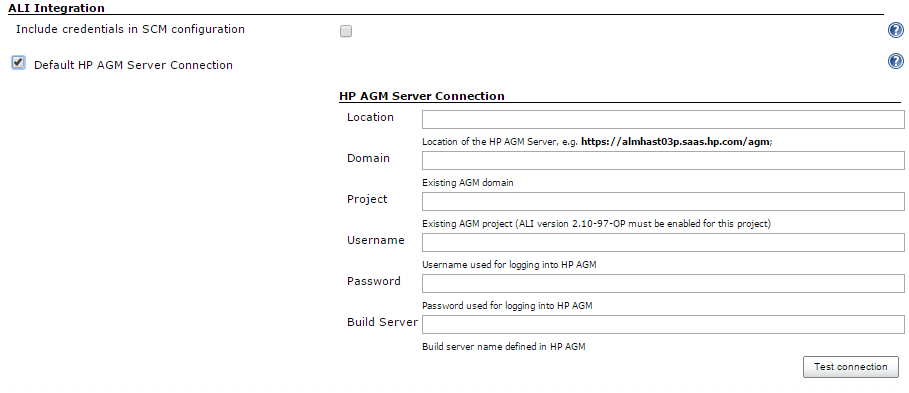 ALI Integration
Include credentials in SCM configuration
Default HP AGM Server Connection
HP AGM Server Connection
Location
Location of the HP AGM Server, e.g. https://almhast03p.saas.hp.com/agm;
Domain
Existing AGM domain
Project
Existing AGM project (ALI version 2.10-97-OP must be enabled for this project)
Username
Username used for logging into HP AGM
Password
Password used for logging into HP AGM
Build Server
Build server name defined in HP AGM
Test connection